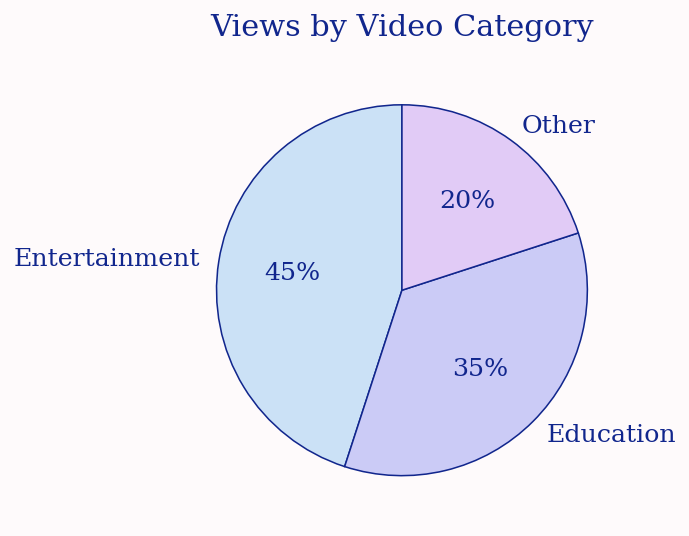 Views by Video Category
Other
20%
Entertainment
45%
35%
Education